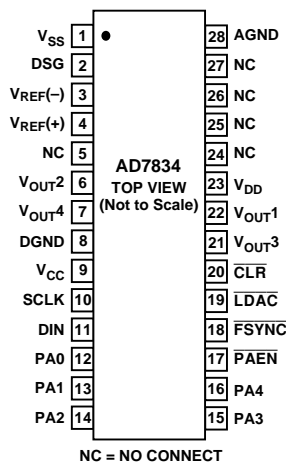 VSS 1 28 AGND
DSG 2 27 NC
VREF(–) 3 26 NC
VREF(+) 4 25 NC
NC 5 24 NC
AD7834
TOP VIEW
(Not to Scale)
VOUT2 6 23 VDD
VOUT4 7 22 VOUT1
DGND 8 21 VOUT3
VCC 9 20 CLR
SCLK 10 19 LDAC
DIN 11 18 FSYNC
PA0 12 17 PAEN
PA1 13 16 PA4
PA2 14 15 PA3
NC = NO CONNECT